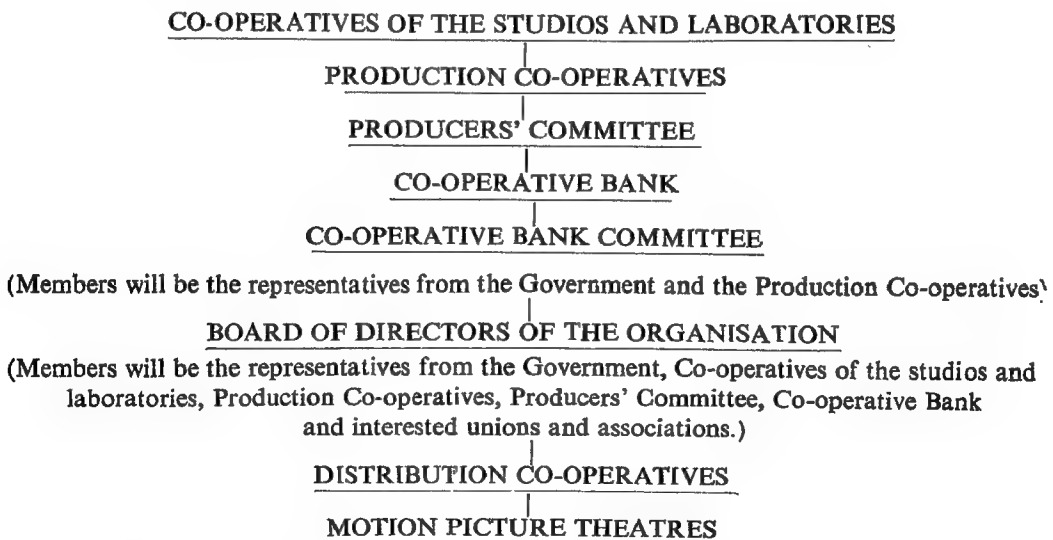 CO-OPERATIVES OF THE STUDIOS AND LABORATORIES
PRODUCTION CO-OPERATIVES
PRODUCERS' COMMITTEE
CO-OPERATIVE BANK
CO-OPERATIVE BANK COMMITTEE
(Members will be the representatives from the Government and the Production Co-operatives)
BOARD OF DIRECTORS OF THE ORGANISATION
(Members will be the representatives from the Government, Co-operatives of the studios and
laboratories, Production Co-operatives, Producers' Committee, Co-operative Bank
and interested unions and associations.)
DISTRIBUTION CO-OPERATIVES
MOTION PICTURE THEATRES